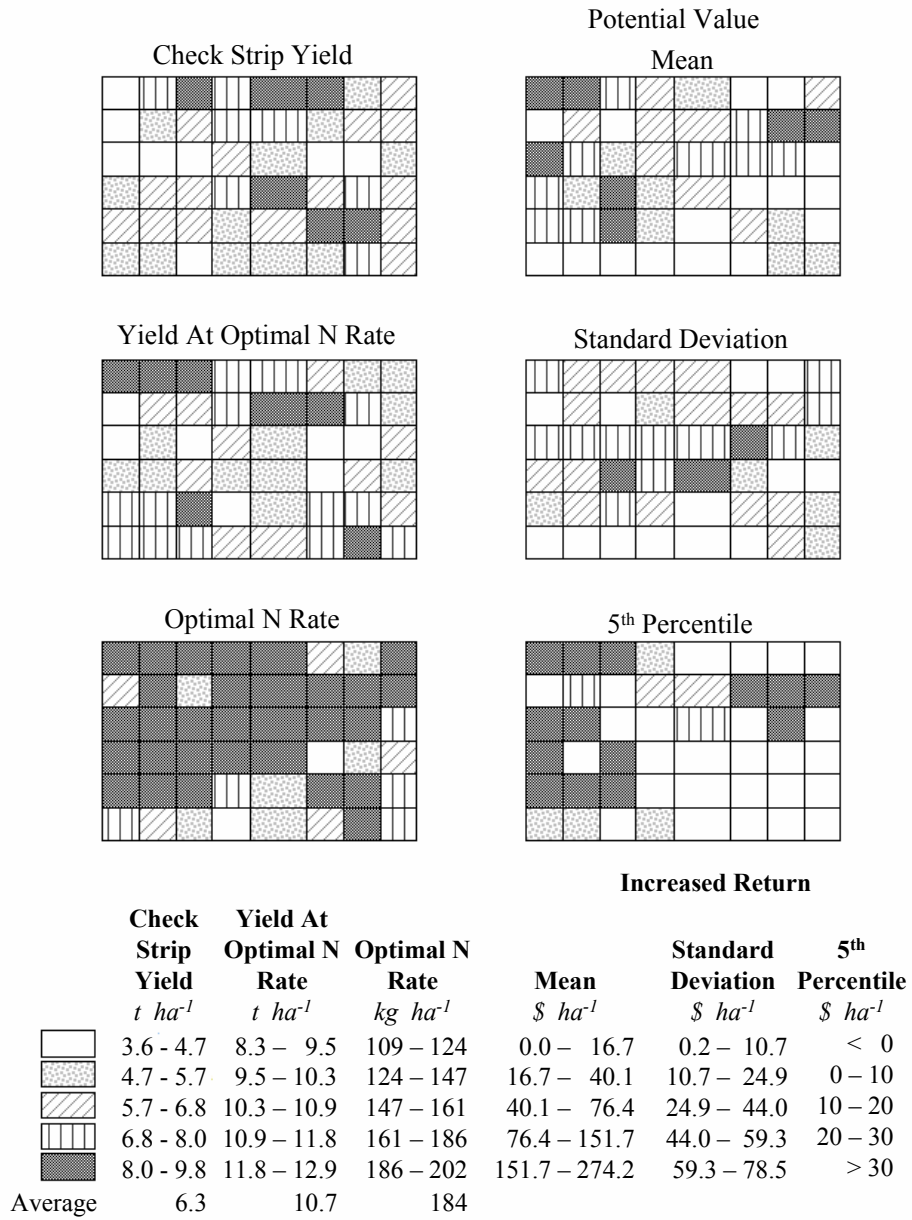 Potential Value
Check Strip Yield
Mean
Yield At Optimal N Rate
Standard Deviation
Optimal N Rate
5th Percentile
Increased Return
Check Strip Yield
t ha-1
Yield At Optimal N Rate
t ha-1
Optimal N Rate
kg ha-1
Mean
$ ha-1
Standard Deviation
$ ha-1
5th Percentile
$ ha-1
3.6 - 4.7 8.3 – 9.5 109 – 124 0.0 – 16.7 0.2 – 10.7 < 0
4.7 - 5.7 9.5 – 10.3 124 – 147 16.7 – 40.1 10.7 – 24.9 0 – 10
5.7 - 6.8 10.3 – 10.9 147 – 161 40.1 – 76.4 24.9 – 44.0 10 – 20
6.8 - 8.0 10.9 – 11.8 161 – 186 76.4 – 151.7 44.0 – 59.3 20 – 30
8.0 - 9.8 11.8 – 12.9 186 – 202 151.7 – 274.2 59.3 – 78.5 > 30
Average 6.3 10.7 184